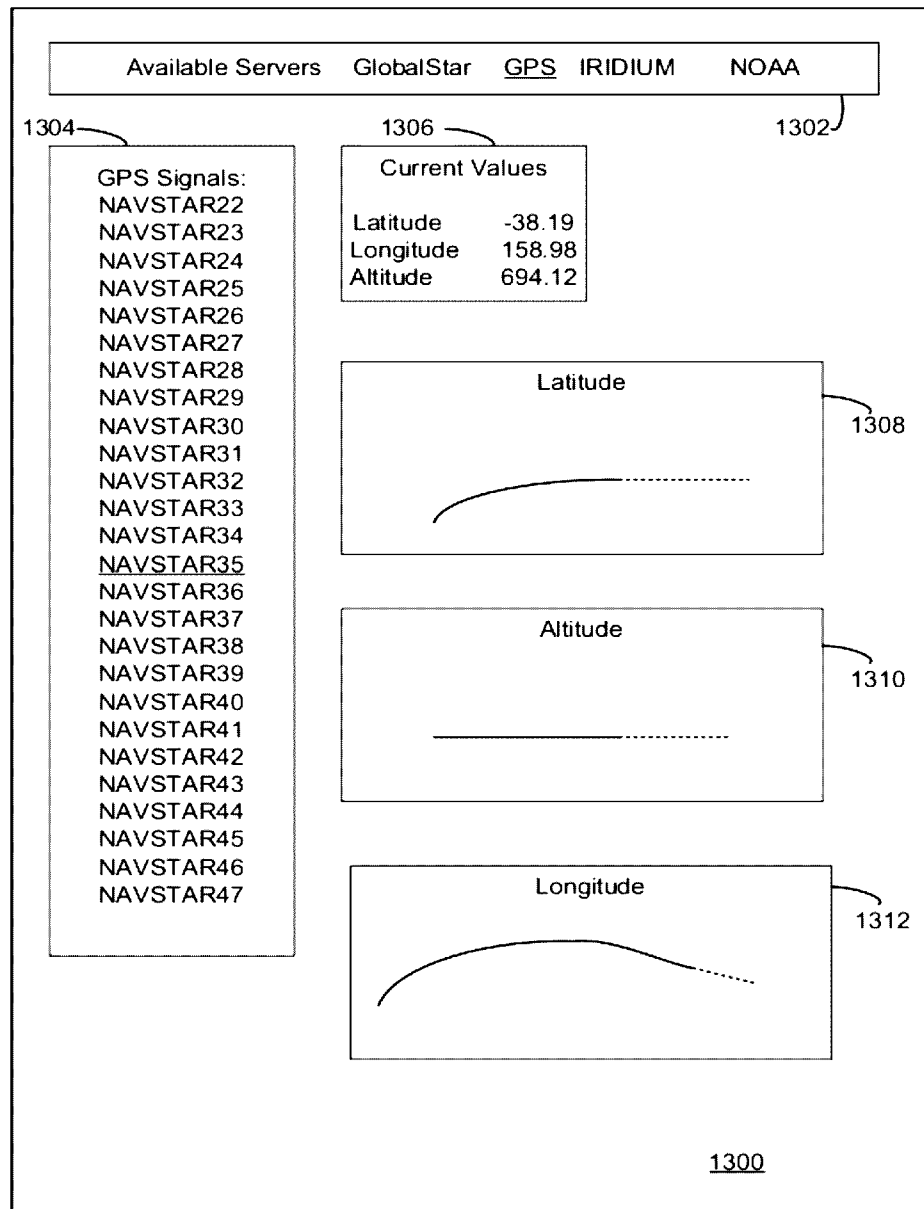 Available Servers GlobalStar GPS IRIDIUM NOAA
1302
1304
GPS Signals:
NAVSTAR22
NAVSTAR23
NAVSTAR24
NAVSTAR25
NAVSTAR26
NAVSTAR27
NAVSTAR28
NAVSTAR29
NAVSTAR30
NAVSTAR31
NAVSTAR32
NAVSTAR33
NAVSTAR34
NAVSTAR35
NAVSTAR36
NAVSTAR37
NAVSTAR38
NAVSTAR39
NAVSTAR40
NAVSTAR41
NAVSTAR42
NAVSTAR43
NAVSTAR44
NAVSTAR45
NAVSTAR46
NAVSTAR47
1306
Current Values
Latitude -38.19
Longitude 158.98
Altitude 694.12
Latitude
1308
Altitude
1310
Longitude
1312
1300